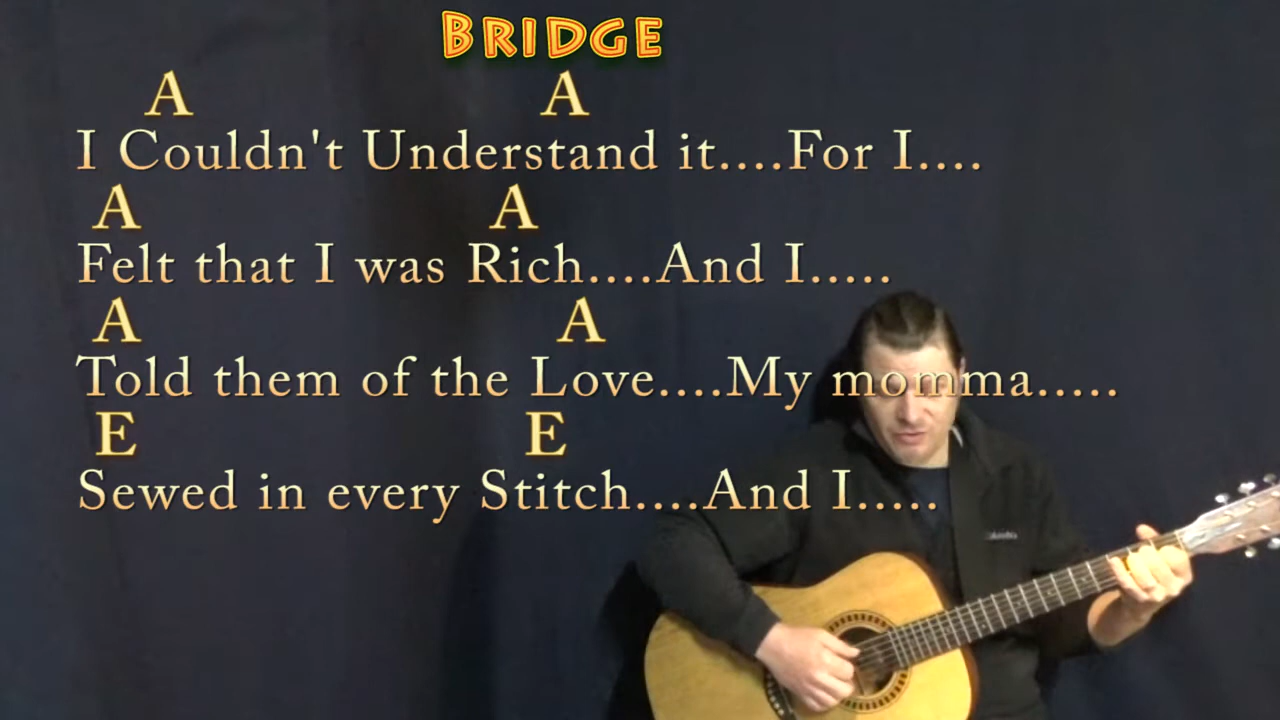 BRIDGE
A A
I Couldn't Understand it....For I....
A A
Felt that I was Rich....And I.....
A A
Told them of the Love....My momma.....
E E
Sewed in every Stitch....And I.....
Columbia